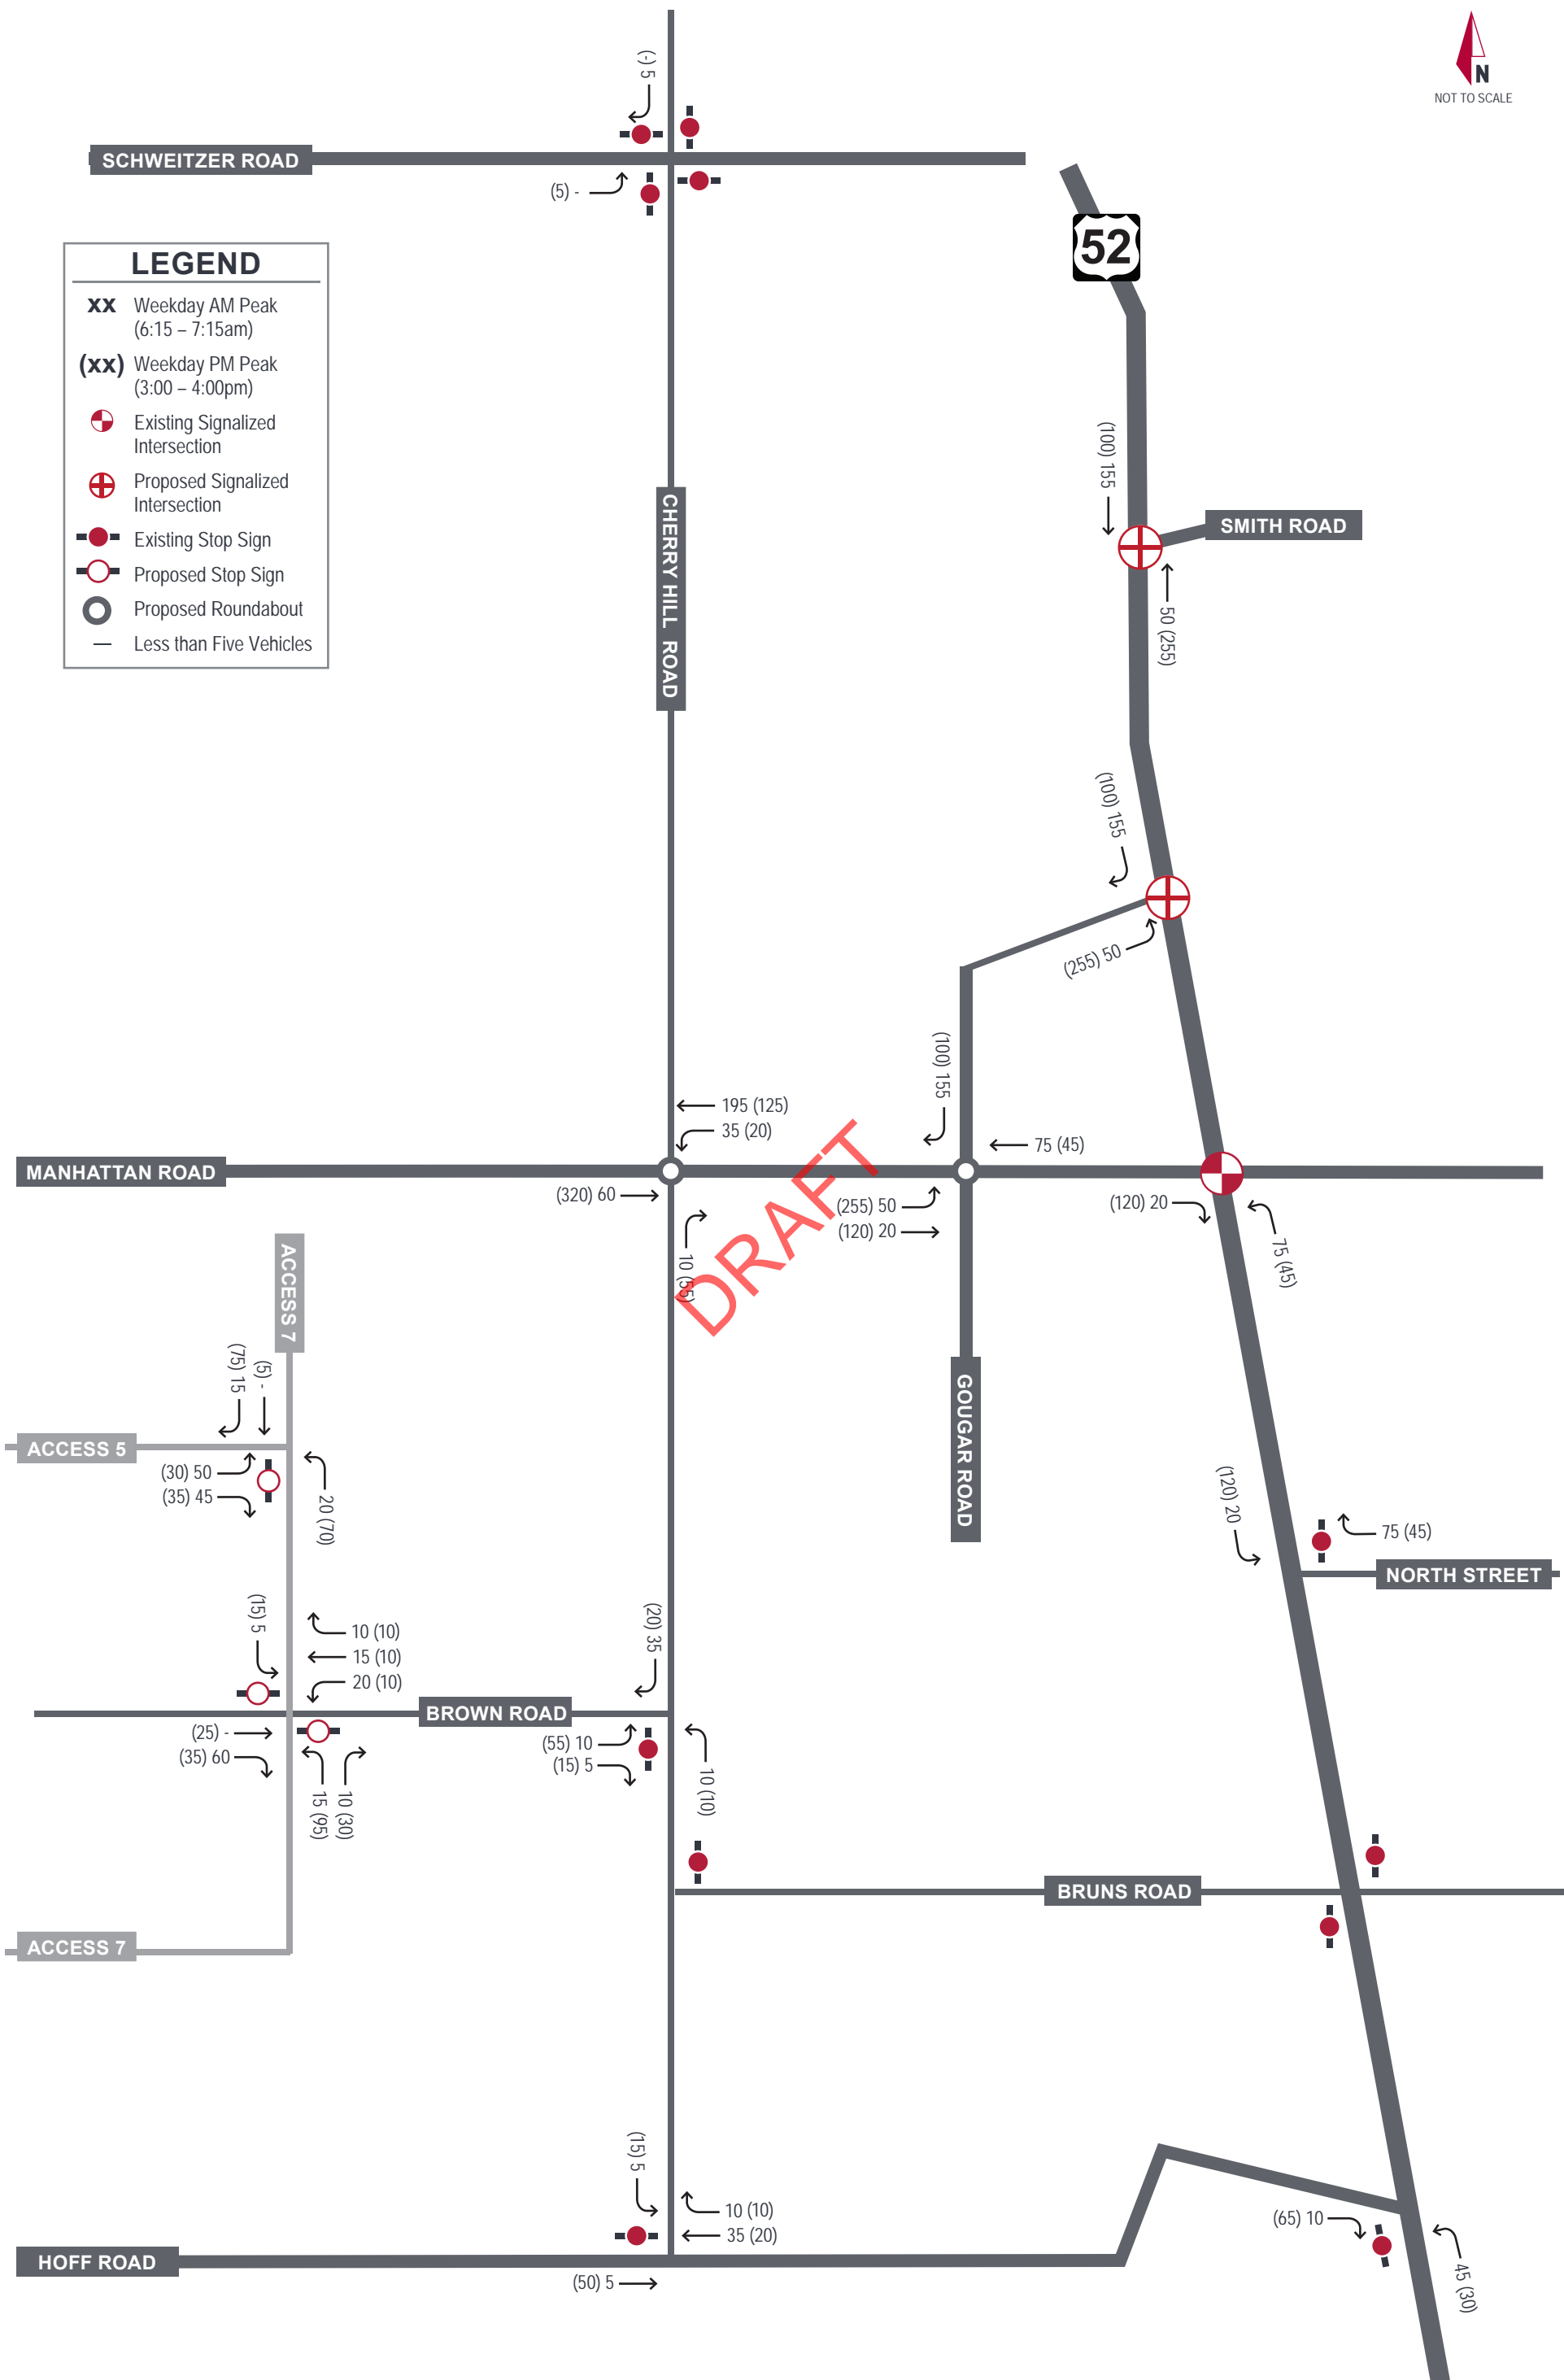 (-) 5
N
NOT TO SCALE
SCHWEITZER ROAD
(5) -
52
LEGEND
xx Weekday AM Peak
(6:15 – 7:15am)
(xx) Weekday PM Peak
(3:00 – 4:00pm)
Existing Signalized
Intersection
Proposed Signalized
Intersection
Existing Stop Sign
Proposed Stop Sign
Proposed Roundabout
— Less than Five Vehicles
CHERRY HILL ROAD
(100) 155
SMITH ROAD
50 (255)
(100) 155
(255) 50
(100) 155
195 (125)
35 (20)
75 (45)
MANHATTAN ROAD
(320) 60
(255) 50
(120) 20
(120) 20
10 (55)
75 (45)
DRAFT
ACCESS 7
GOUGAR ROAD
(75) 15
(5) -
ACCESS 5
(30) 50
(35) 45
20 (70)
(120) 20
75 (45)
NORTH STREET
(15) 5
10 (10)
15 (10)
20 (10)
(20) 35
BROWN ROAD
(25) -
(35) 60
(55) 10
(15) 5
15 (95)
10 (30)
10 (10)
BRUNS ROAD
ACCESS 7
(15) 5
10 (10)
35 (20)
(65) 10
HOFF ROAD
(50) 5
45 (30)